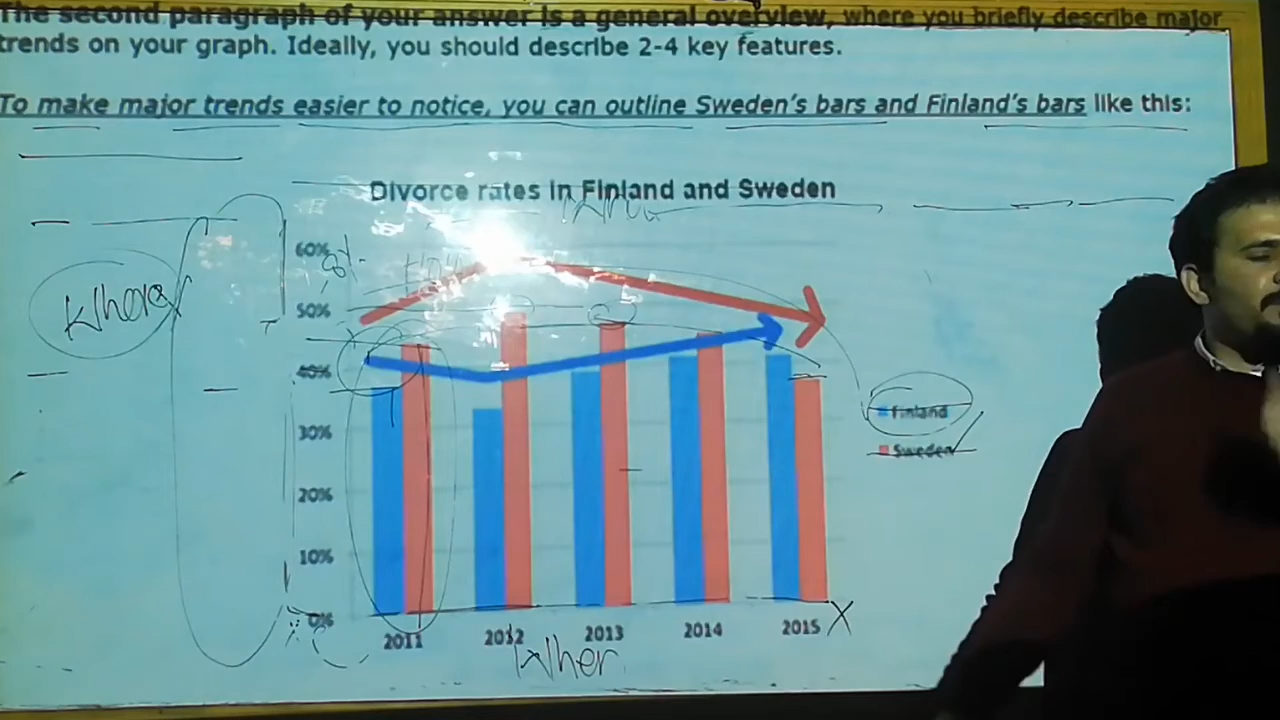 The second paragraph of your answer is a general overview, where you briefly describe major
trends on your graph. Ideally, you should describe 2-4 key features.
To make major trends easier to notice, you can outline Sweden's bars and Finland's bars like this:
Divorce rates in Finland and Sweden
60%
50%
40%
30%
20%
10%
0%
Finland
Sweden
2011 2012 2013 2014 2015 X